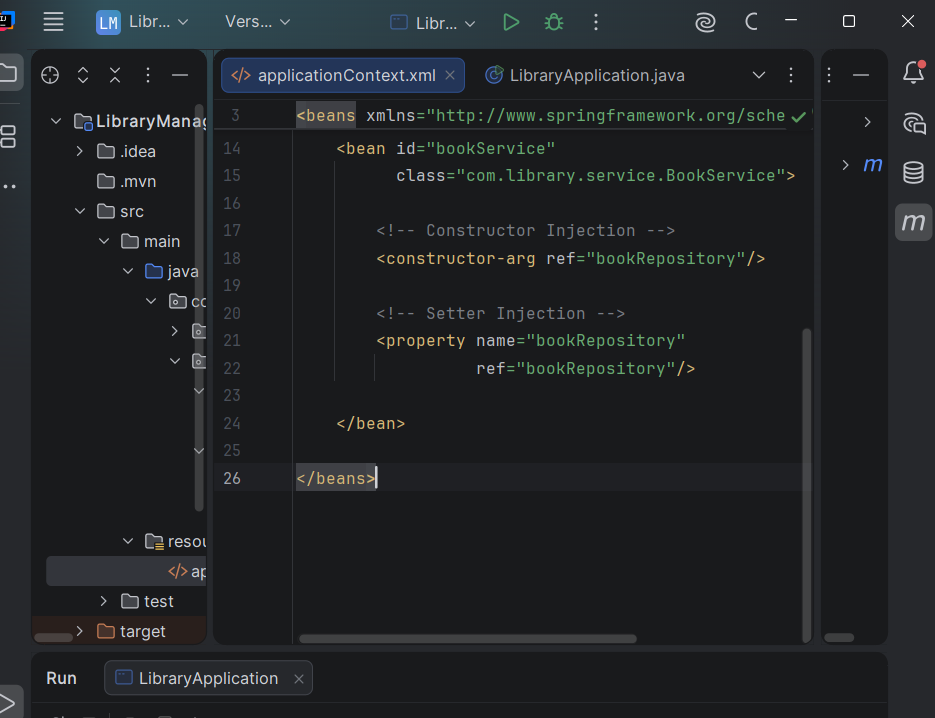 LM Libr... Vers... Libr...
applicationContext.xml LibraryApplication.java
LibraryManag
.idea
.mvn
src
main
java
co
resou
ap
test
target
3 <beans xmlns="http://www.springframework.org/sche
14 <bean id="bookService"
15 class="com.library.service.BookService">
16
17 <!-- Constructor Injection -->
18 <constructor-arg ref="bookRepository"/>
19
20 <!-- Setter Injection -->
21 <property name="bookRepository"
22 ref="bookRepository"/>
23
24 </bean>
25
26 </beans>
m
m
Run LibraryApplication